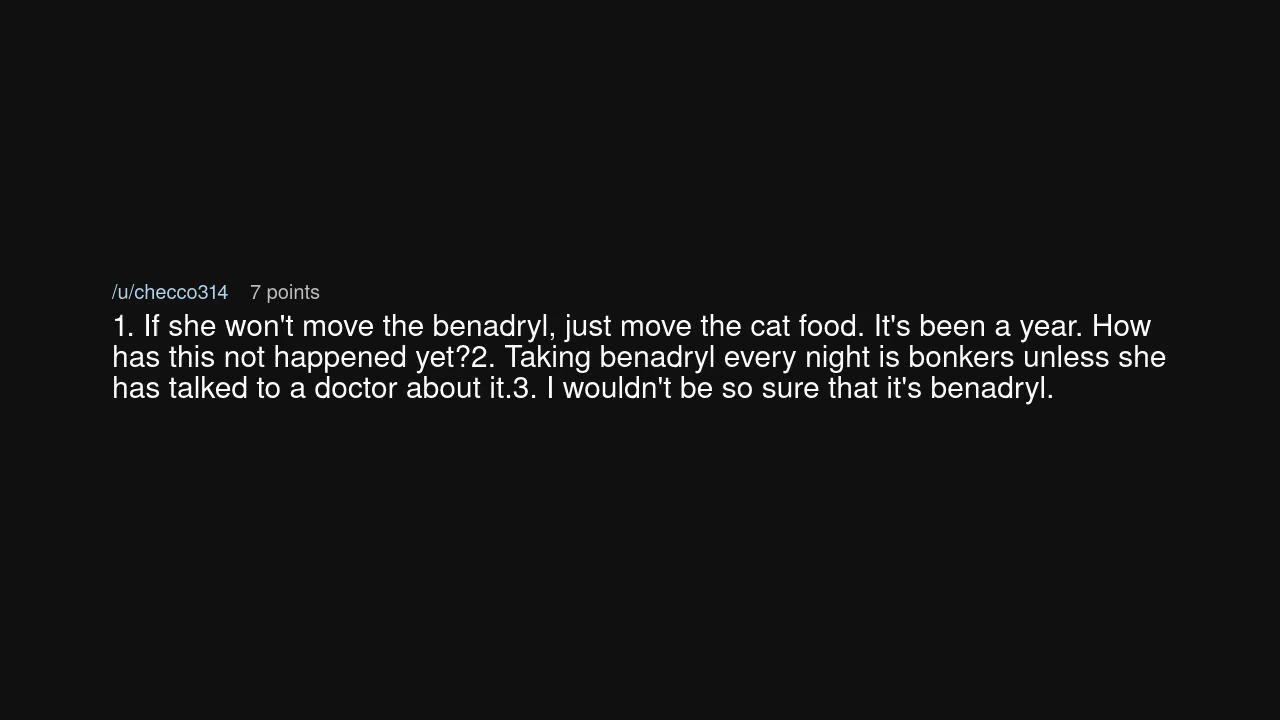 /u/checco314 7 points
1. If she won't move the benadryl, just move the cat food. It's been a year. How
has this not happened yet?2. Taking benadryl every night is bonkers unless she
has talked to a doctor about it.3. I wouldn't be so sure that it's benadryl.